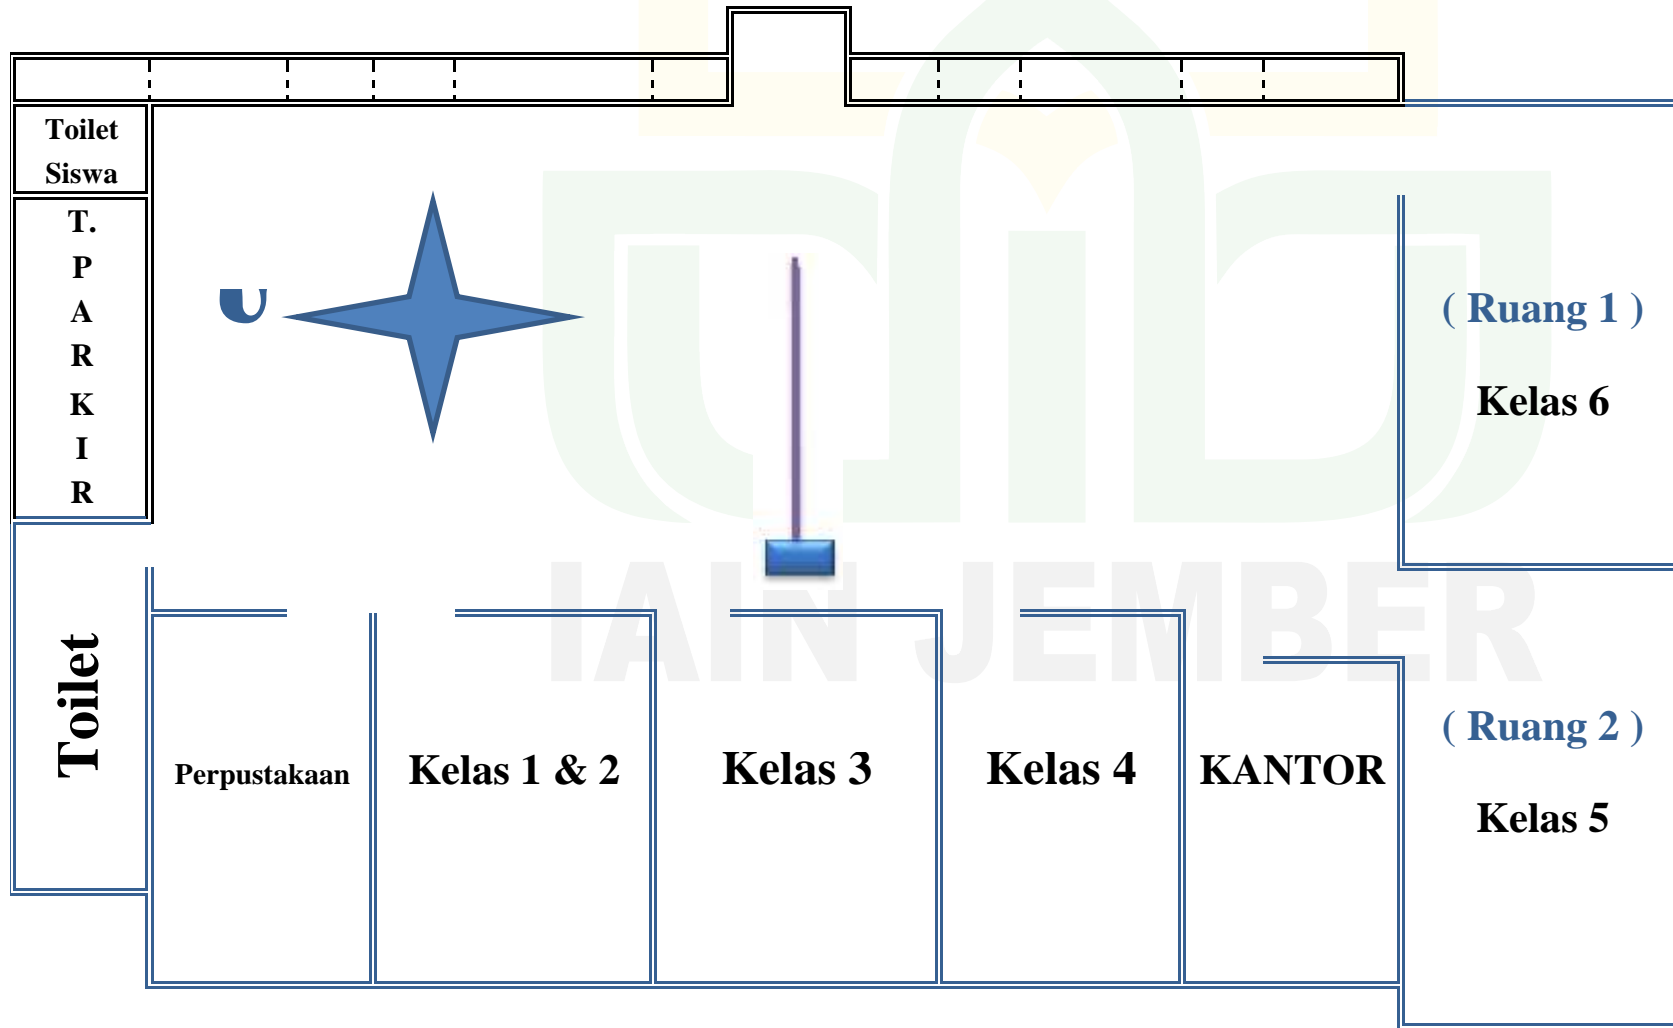 Toilet
Siswa
T.
P
A
R
K
I
R
( Ruang 1 )
Kelas 6
IAIN JEMBER
Toilet
Perpustakaan
Kelas 1 & 2
Kelas 3
Kelas 4
KANTOR
( Ruang 2 )
Kelas 5